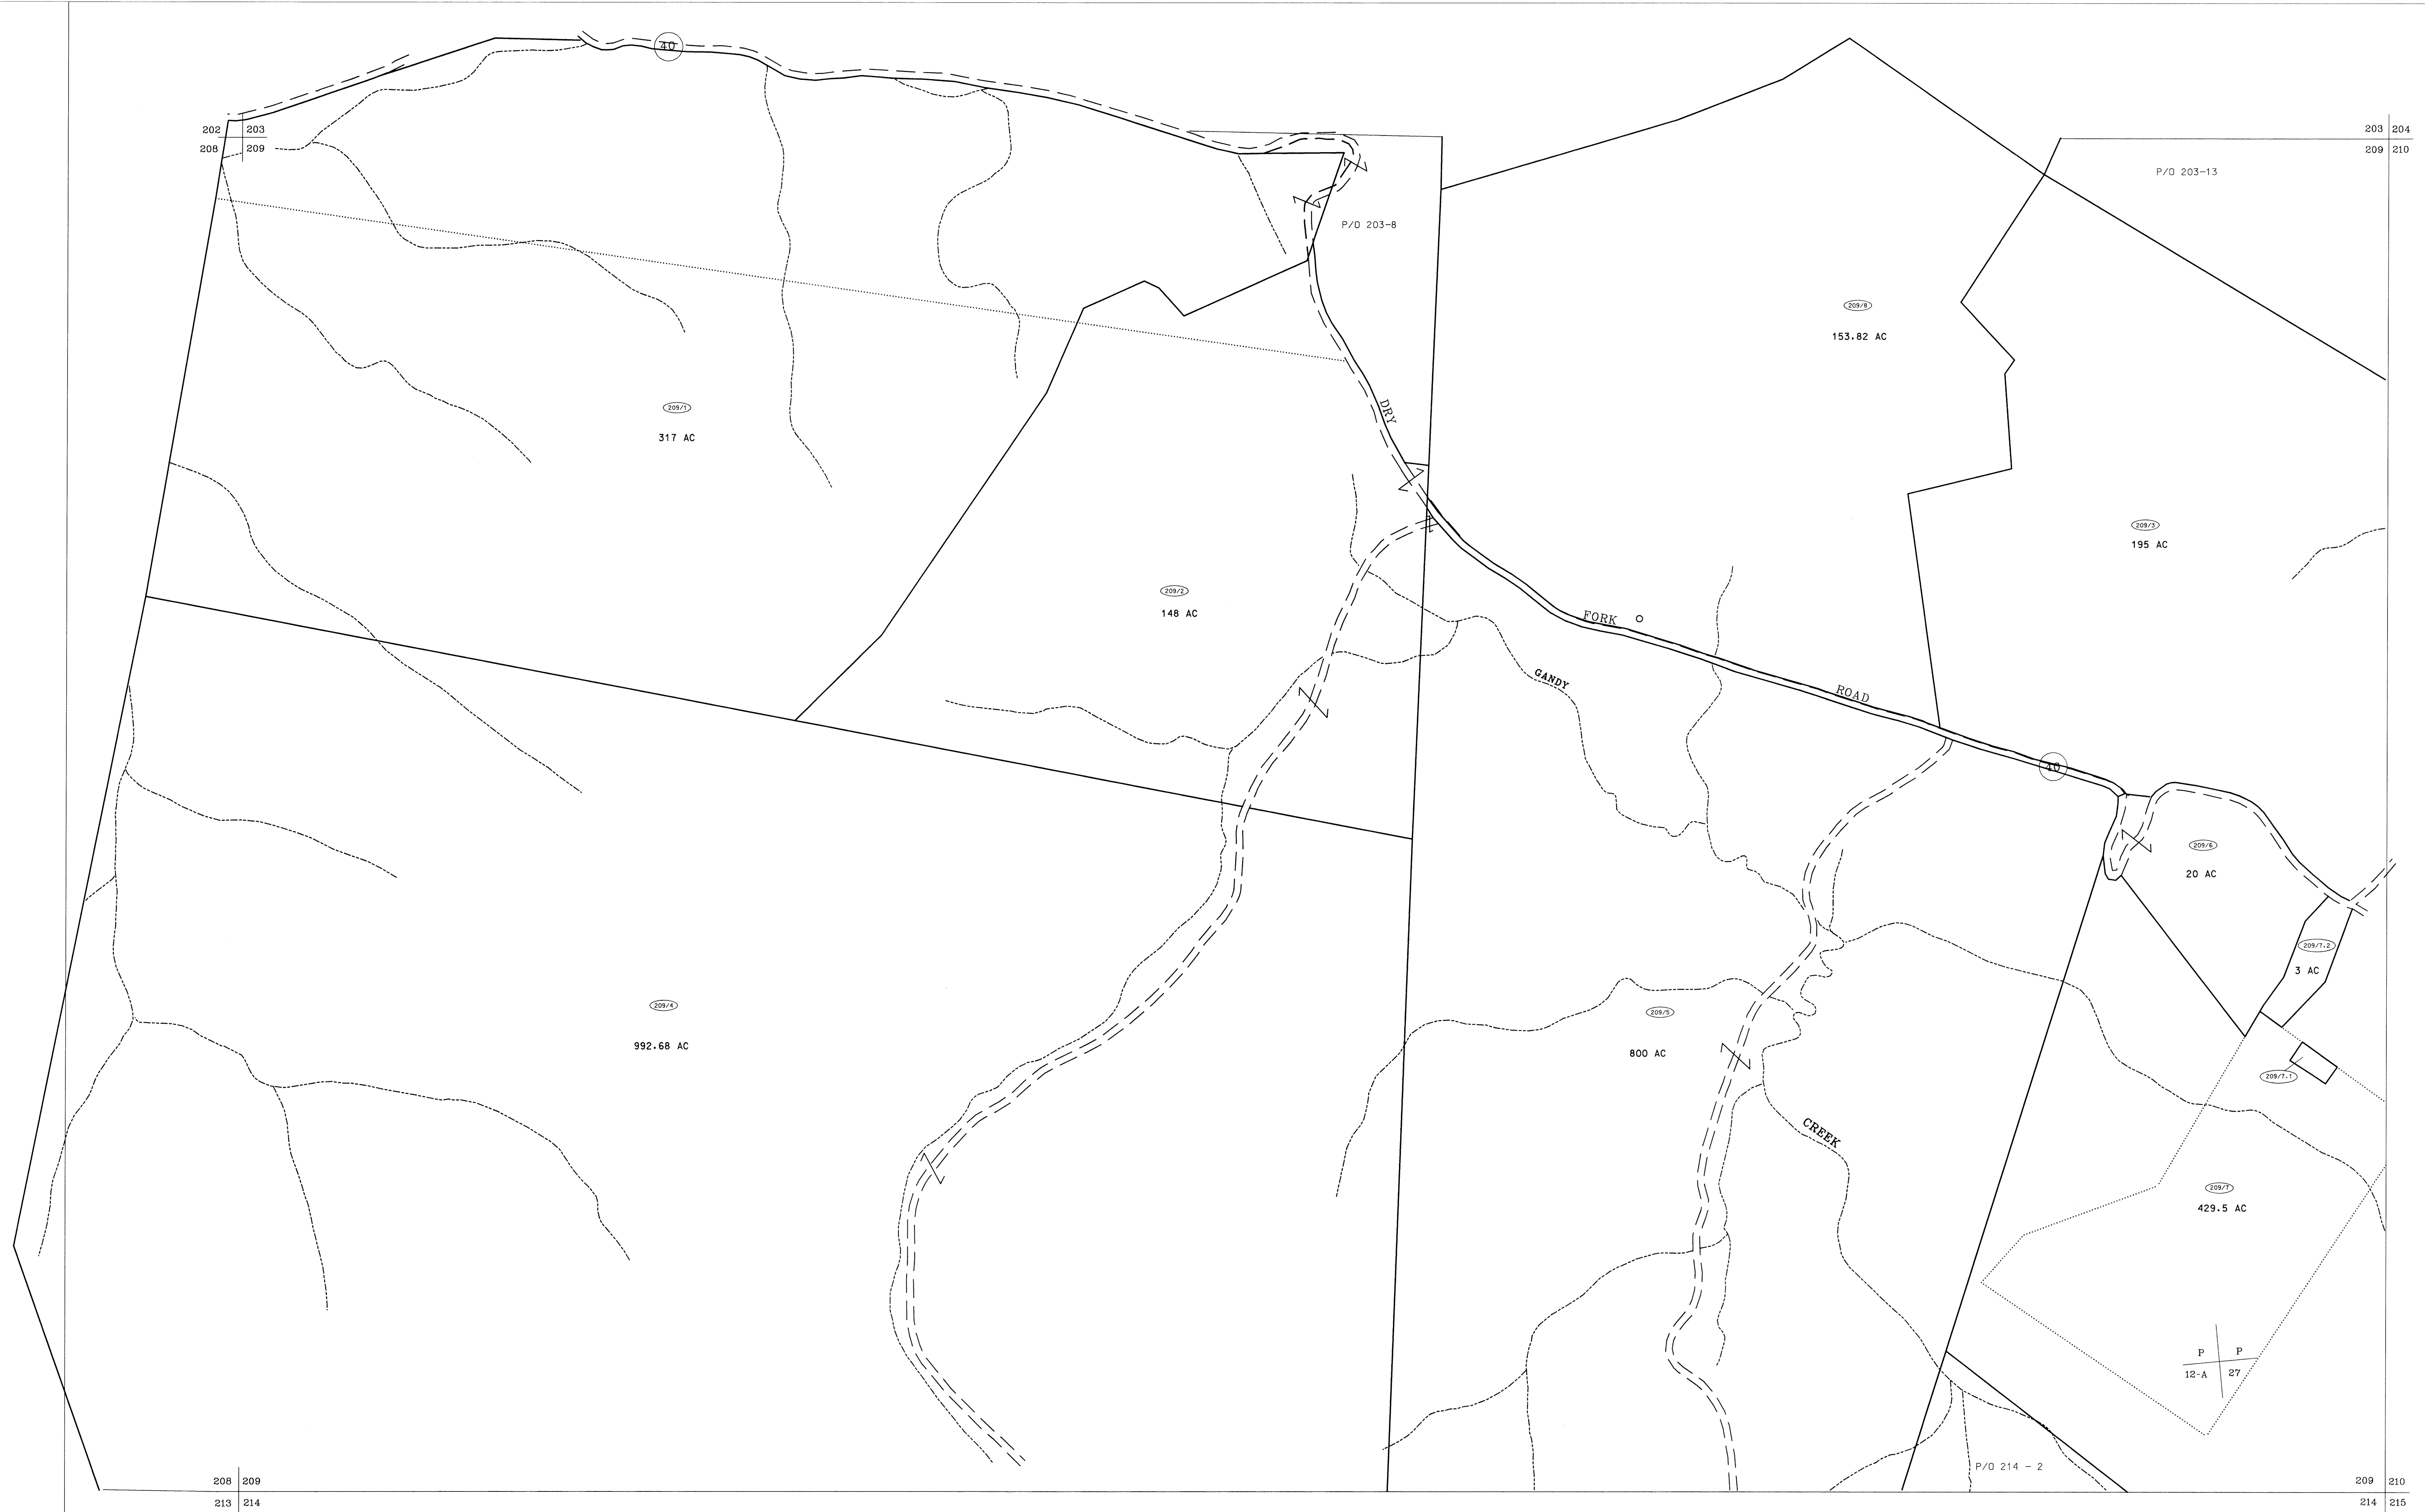 40
202 203
208 209
203 204
209 210
P/O 203-13
P/O 203-8
209/8
153.82 AC
209/1
317 AC
DRY
209/3
195 AC
209/2
148 AC
FORK
GANDY
ROAD
40
209/6
20 AC
209/7.2
3 AC
209/4
992.68 AC
209/5
800 AC
209/7.1
CREEK
209/7
429.5 AC
P P
12-A 27
P/O 214 - 2
208 209
213 214
209 210
214 215